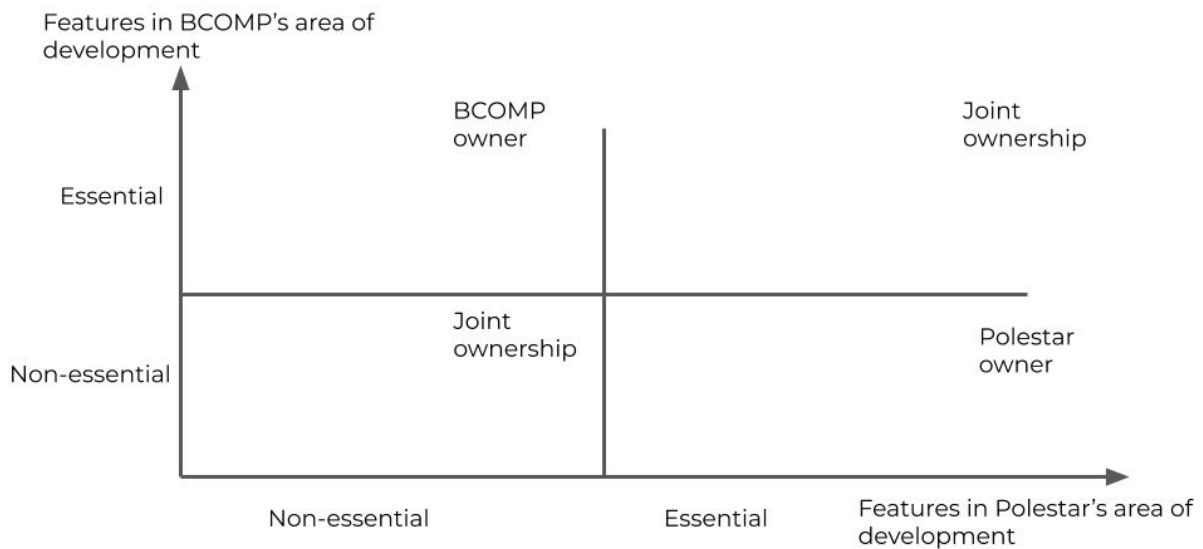 Features in BCOMP's area of
development
BCOMP
owner
Joint
ownership
Essential
Joint
ownership
Polestar
owner
Non-essential
Non-essential
Essential
Features in Polestar's area of
development